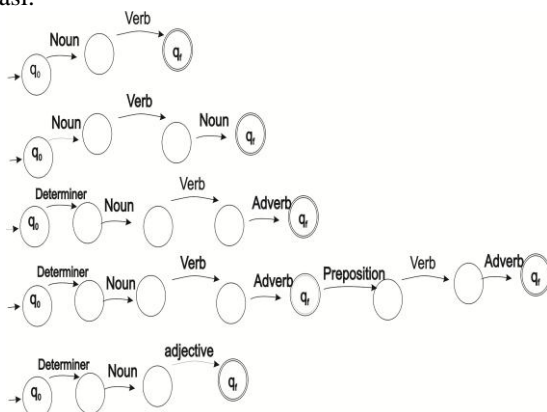 asi.
Noun Verb
q₀ qf
Noun Verb Noun
q₀ qf
Determiner Noun Verb Adverb
q₀ qf
Determiner Noun Verb Adverb Preposition Verb Adverb
q₀ qf qf
Determiner Noun adjective
q₀ qf